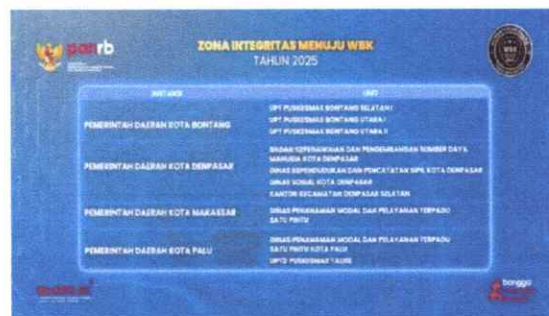 panrb
ZONA INTEGRITAS MENUJU WBK
TAHUN 2025
WBK
INSTANSI
UNIT
PEMERINTAH DAERAH KOTA BONTANG
UPT PUSKESMAS BONTANG SELATAN I
UPT PUSKESMAS BONTANG UTARA I
UPT PUSKESMAS BONTANG UTARA II
PEMERINTAH DAERAH KOTA DENPASAR
BADAN KEPEGAWAIAN DAN PENGEMBANGAN SUMBER DAYA
MANUSIA KOTA DENPASAR
DINAS KEPENDUDUKAN DAN PENCATATAN SIPIL KOTA DENPASAR
DINAS SOSIAL KOTA DENPASAR
KANTOR KECAMATAN DENPASAR SELATAN
PEMERINTAH DAERAH KOTA MAKASSAR
DINAS PENANAMAN MODAL DAN PELAYANAN TERPADU
SATU PINTU
PEMERINTAH DAERAH KOTA PALU
DINAS PENANAMAN MODAL DAN PELAYANAN TERPADU
SATU PINTU KOTA PALU
UPTD PUSKESMAS TALISE
bangga